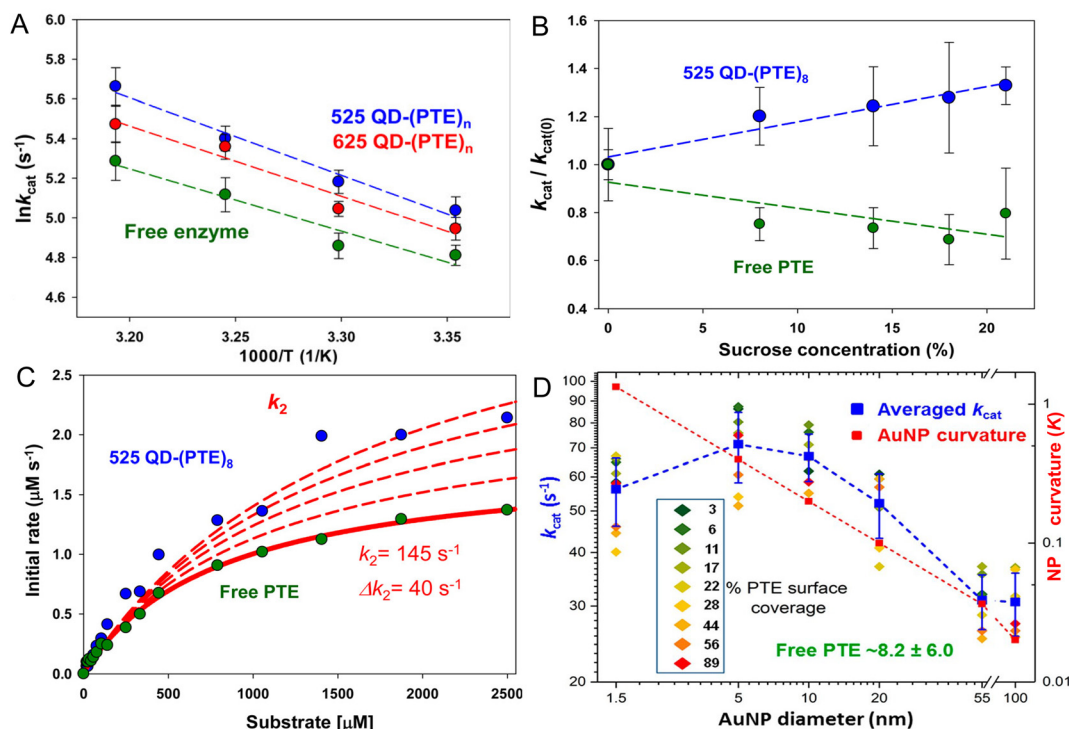 A
6.0
5.8
5.6
5.4
5.2
5.0
4.8
4.6
lnkcat (s-1)
525 QD-(PTE)n
625 QD-(PTE)n
Free enzyme
3.20
3.25
3.30
3.35
1000/T (1/K)
B
1.6
1.4
1.2
1.0
0.8
0.6
0.4
kcat / kcat(0)
525 QD-(PTE)8
Free PTE
0
5
10
15
20
Sucrose concentration (%)
C
2.5
2.0
1.5
1.0
0.5
0.0
Initial rate (μM s-1)
k2
525 QD-(PTE)8
Free PTE
k2= 145 s-1
Δk2= 40 s-1
0
500
1000
1500
2000
2500
Substrate [μM]
D
100
90
80
70
60
50
40
30
20
kcat (s-1)
Averaged kcat
AuNP curvature
3
6
11
17
22
28
44
56
89
% PTE surface
coverage
Free PTE ~8.2 ± 6.0
1
0.1
0.01
NP curvature (K)
1.5
5
10
20
55
100
AuNP diameter (nm)